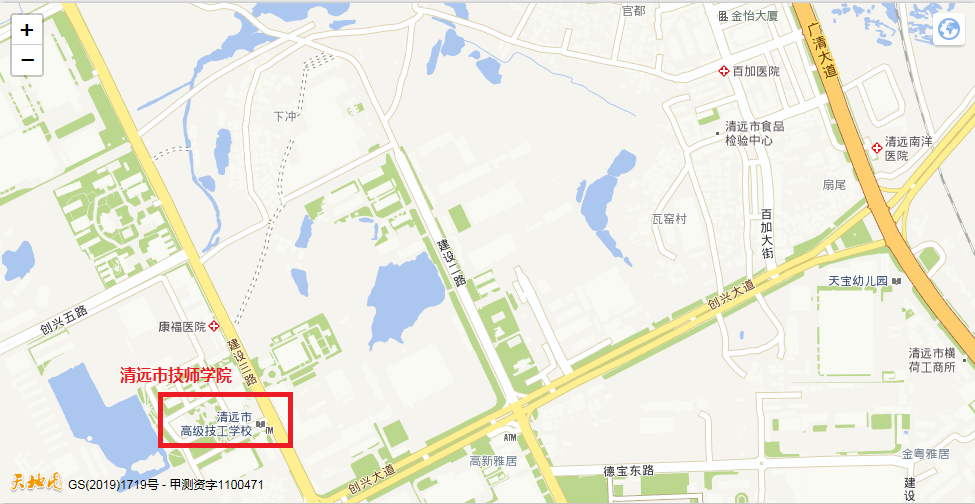 +
−
官都
金怡大厦
广清大道
百加医院
下冲
清远市食品
检验中心
清远南洋
医院
扇尾
瓦窑村
百加大街
建设二路
天宝幼儿园
创兴大道
创兴五路
康福医院
建设三路
清远市横
荷工商所
清远市技师学院
清远市
高级技工学校
ATM
高新雅居
金粤雅居
德宝东路
创兴大道
建设
天地图
GS(2019)1719号 - 甲测资字1100471